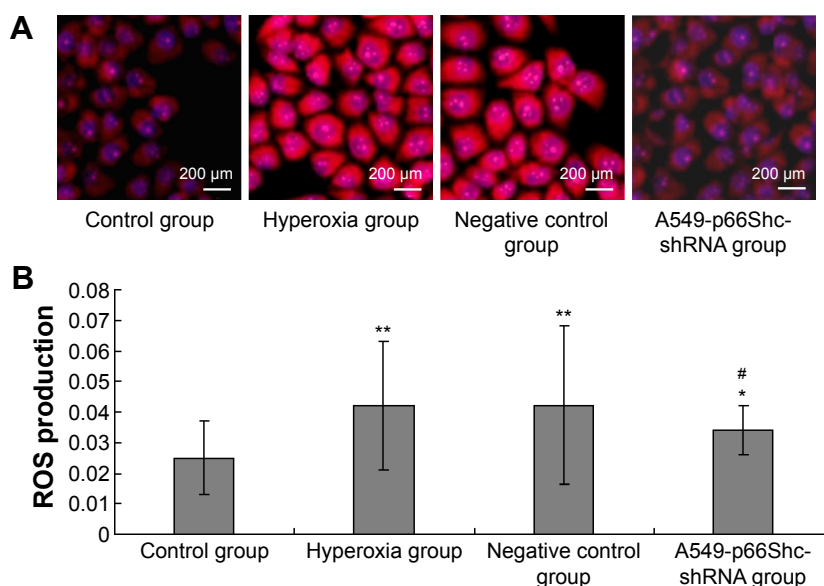 A
200 µm
200 µm
200 µm
200 µm
Control group
Hyperoxia group
Negative control
group
A549-p66Shc-
shRNA group
B
ROS production
0.08
0.07
0.06
0.05
0.04
0.03
0.02
0.01
0
**
**
#
*
Control group
Hyperoxia group
Negative control
group
A549-p66Shc-
shRNA group